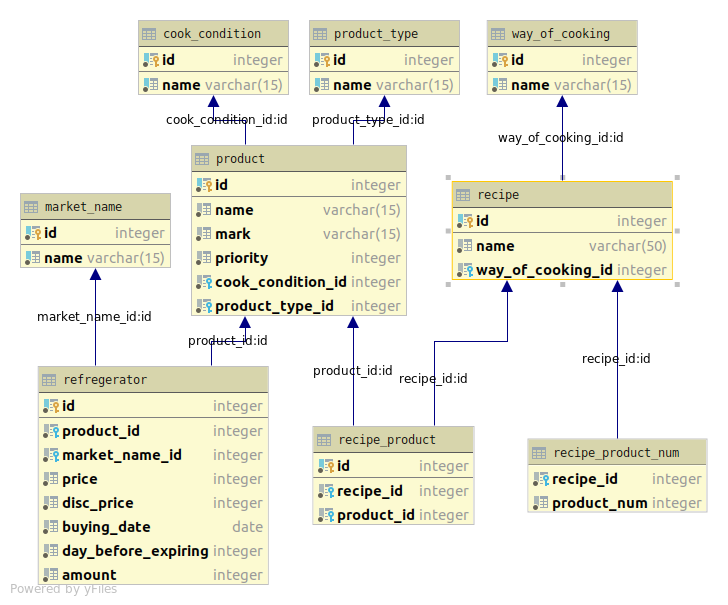 cook_condition
id integer
name varchar(15)
product_type
id integer
name varchar(15)
way_of_cooking
id integer
name varchar(15)
cook_condition_id:id
product_type_id:id
way_of_cooking_id:id
product
id integer
name varchar(15)
mark varchar(15)
priority integer
cook_condition_id integer
product_type_id integer
market_name
id integer
name varchar(15)
recipe
id integer
name varchar(50)
way_of_cooking_id integer
market_name_id:id
product_id:id
product_id:id
recipe_id:id
recipe_id:id
refregerator
id integer
product_id integer
market_name_id integer
price integer
disc_price integer
buying_date date
day_before_expiring integer
amount integer
recipe_product
id integer
recipe_id integer
product_id integer
recipe_product_num
recipe_id integer
product_num integer
Powered by yFiles